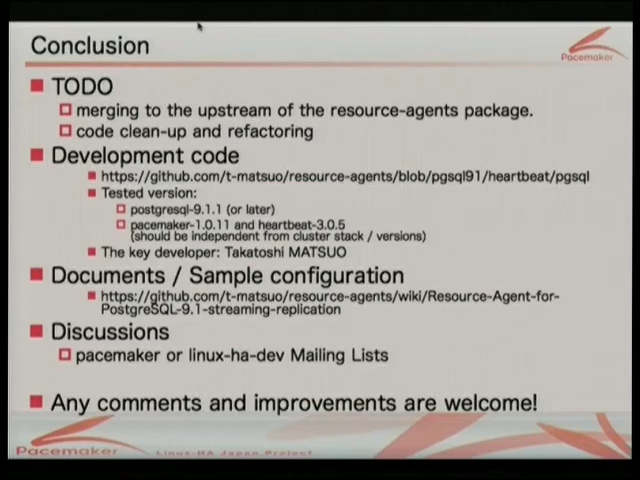 Conclusion
Pacemaker
TODO
merging to the upstream of the resource-agents package.
code clean-up and refactoring
Development code
https://github.com/t-matsuo/resource-agents/blob/pgsql91/heartbeat/pgsql
Tested version:
postgresql-9.1.1 (or later)
pacemaker-1.0.11 and heartbeat-3.0.5
(should be independent from cluster stack / versions)
The key developer: Takatoshi MATSUO
Documents / Sample configuration
https://github.com/t-matsuo/resource-agents/wiki/Resource-Agent-for-
PostgreSQL-9.1-streaming-replication
Discussions
pacemaker or linux-ha-dev Mailing Lists
Any comments and improvements are welcome!
Pacemaker
Linux-HA Japan Project